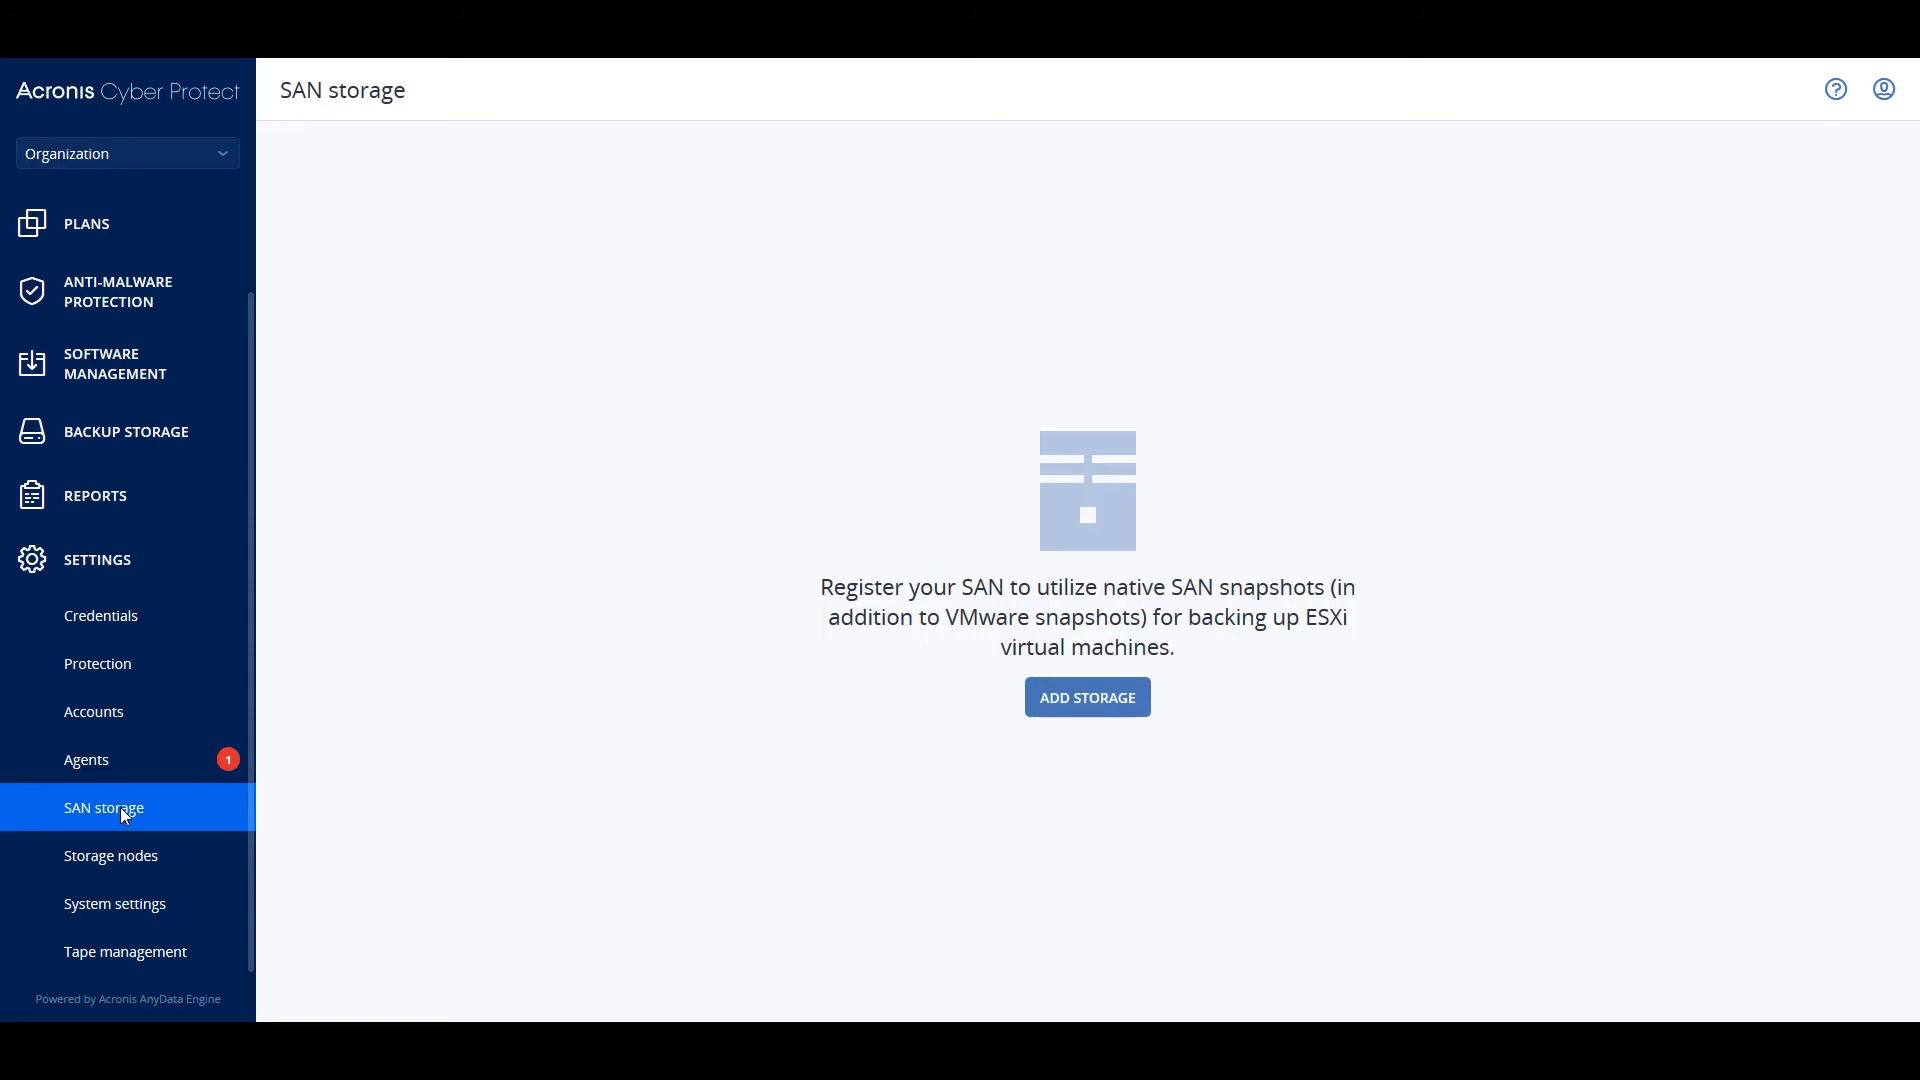 Acronis Cyber Protect
SAN storage
Organization
PLANS
ANTI-MALWARE
PROTECTION
SOFTWARE
MANAGEMENT
BACKUP STORAGE
REPORTS
SETTINGS
Credentials
Protection
Accounts
Agents 1
SAN storage
Storage nodes
System settings
Tape management
Powered by Acronis AnyData Engine
Register your SAN to utilize native SAN snapshots (in
addition to VMware snapshots) for backing up ESXi
virtual machines.
ADD STORAGE